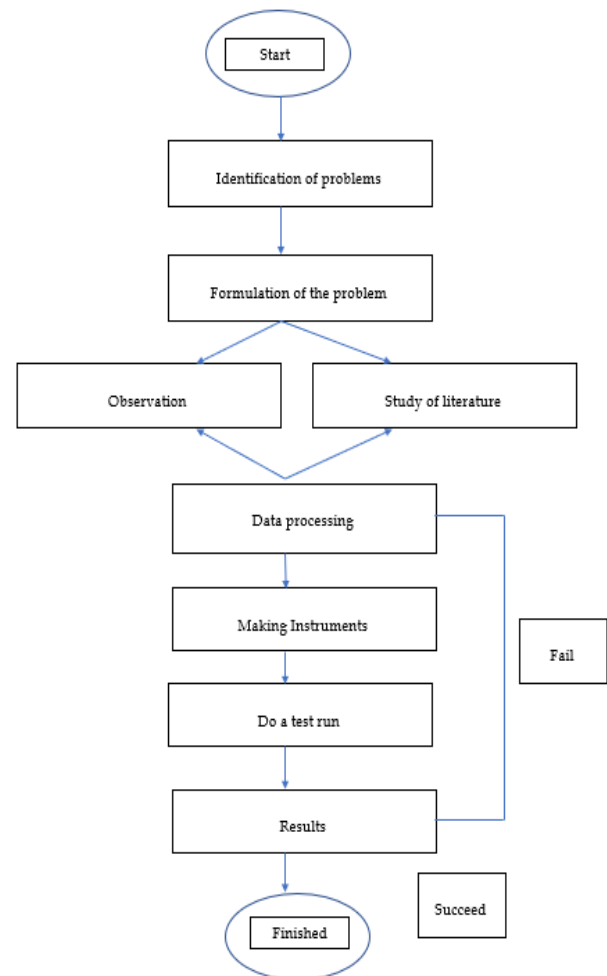 Start
Identification of problems
Formulation of the problem
Observation
Study of literature
Data processing
Making Instruments
Fail
Do a test run
Results
Succeed
Finished